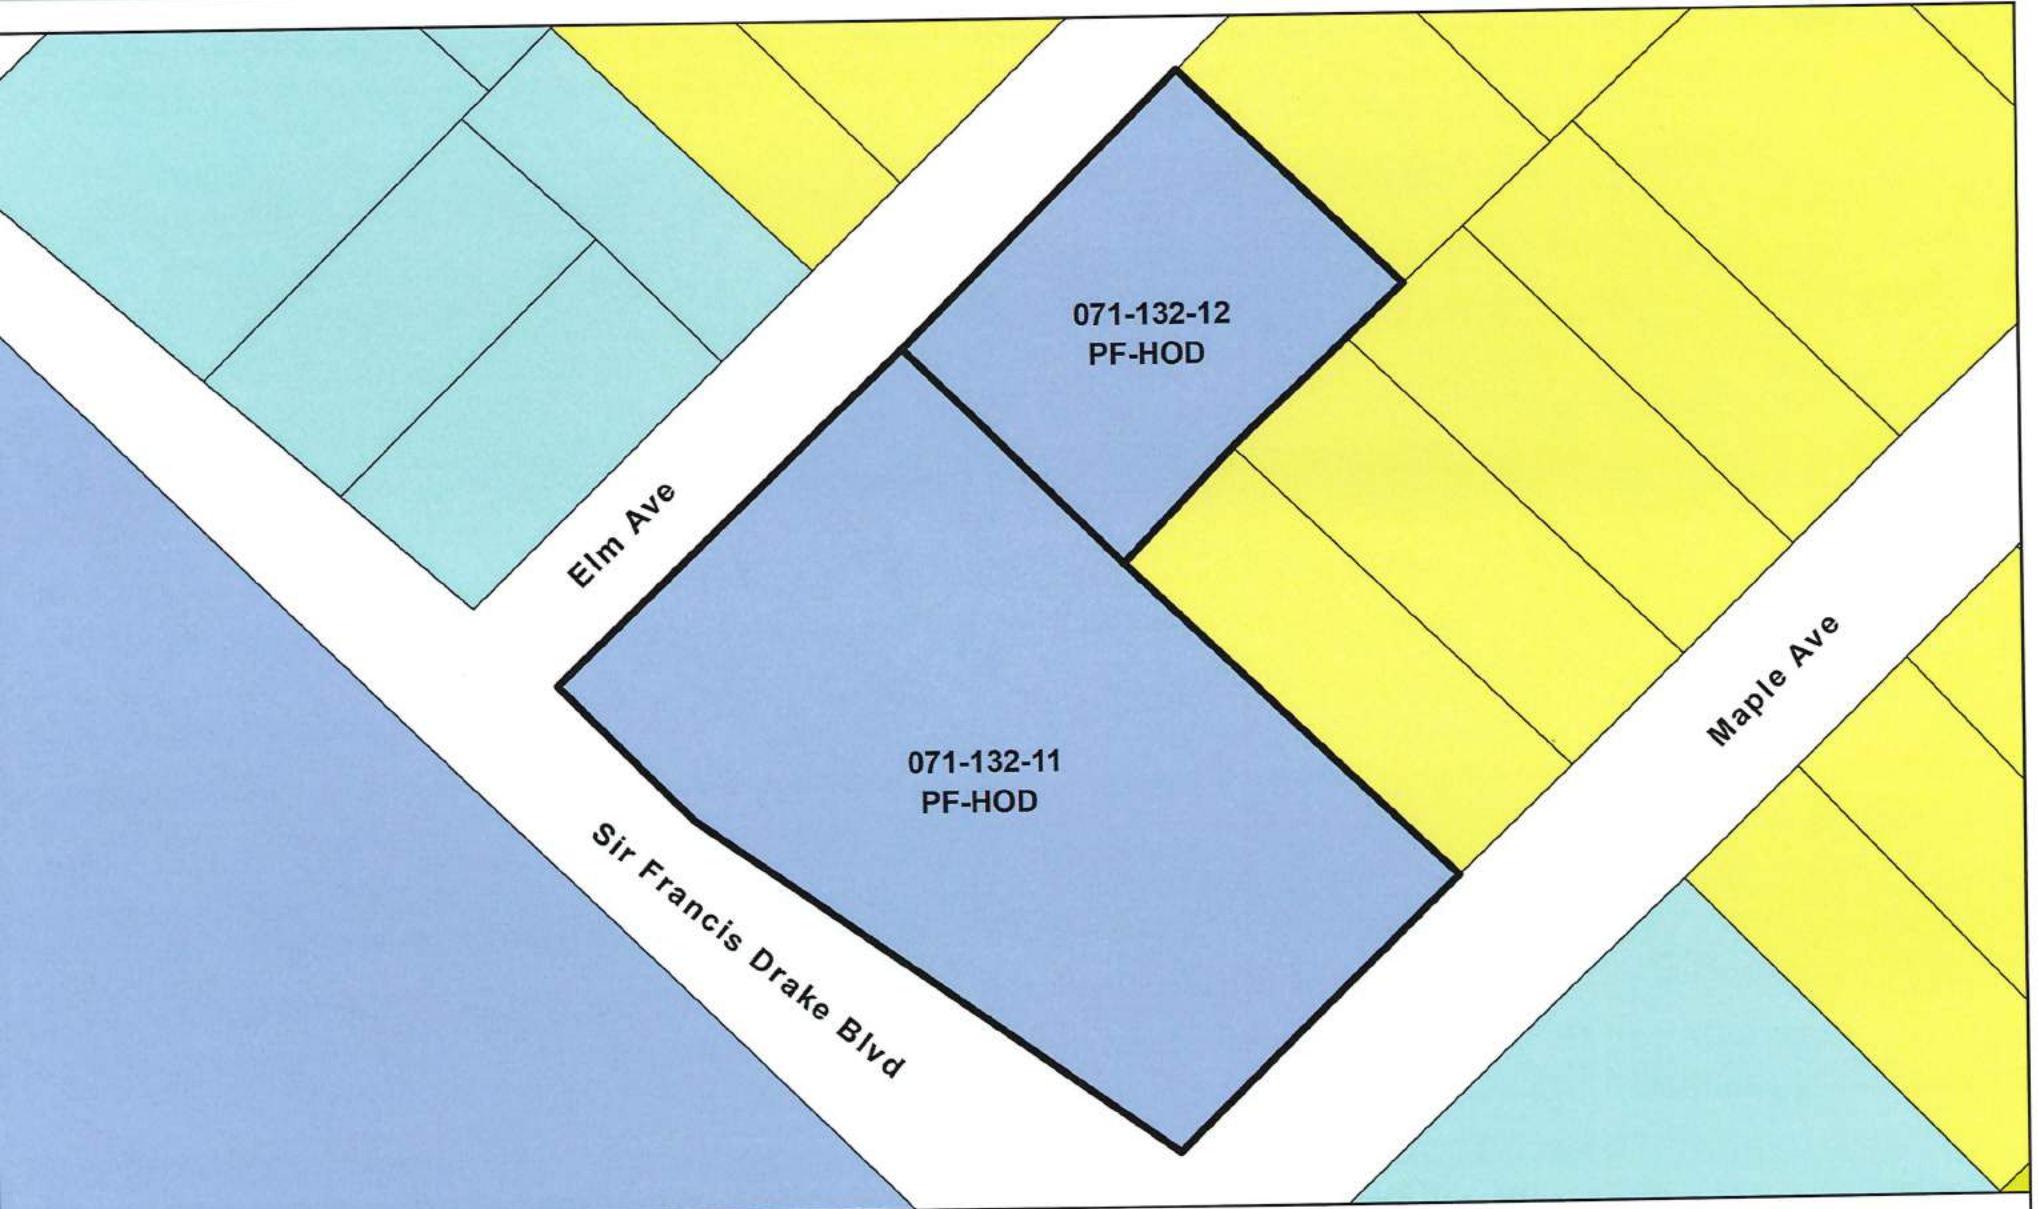 071-132-12
PF-HOD
Elm Ave
Maple Ave
071-132-11
PF-HOD
Sir Francis Drake Blvd